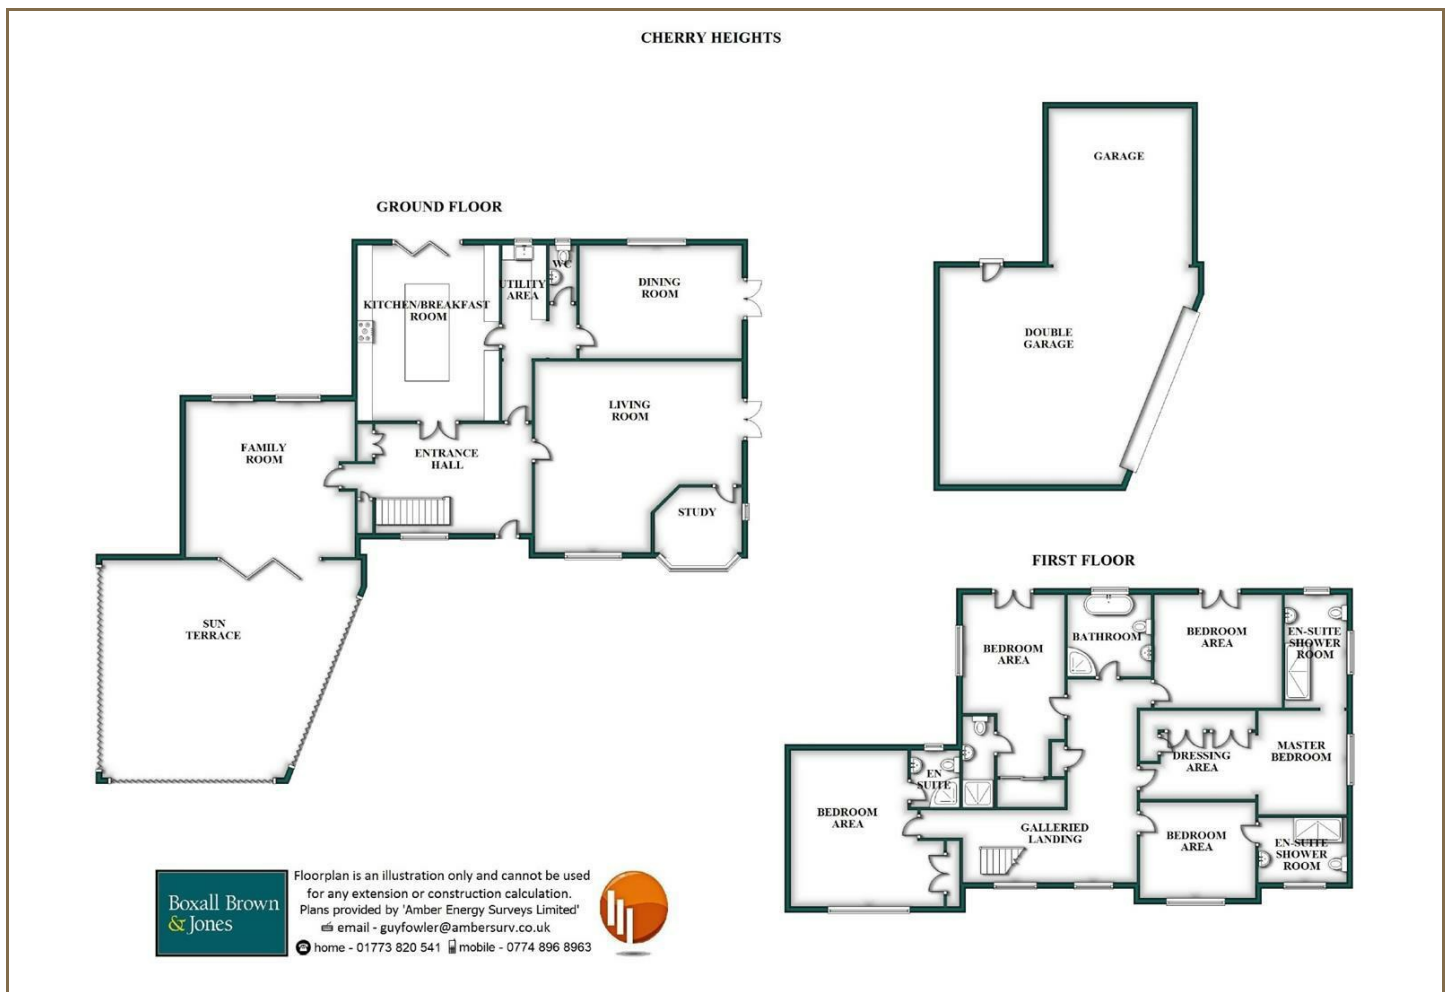 CHERRY HEIGHTS
GARAGE
DOUBLE
GARAGE
GROUND FLOOR
KITCHEN/BREAKFAST
ROOM
UTILITY
AREA
WC
DINING
ROOM
LIVING
ROOM
FAMILY
ROOM
ENTRANCE
HALL
STUDY
SUN
TERRACE
FIRST FLOOR
BEDROOM
AREA
BATHROOM
BEDROOM
AREA
EN-SUITE
SHOWER
ROOM
DRESSING
AREA
MASTER
BEDROOM
EN
SUITE
BEDROOM
AREA
GALLERIED
LANDING
BEDROOM
AREA
EN-SUITE
SHOWER
ROOM
Boxall Brown
& Jones
Floorplan is an illustration only and cannot be used
for any extension or construction calculation.
Plans provided by 'Amber Energy Surveys Limited'
email - guyfowler@ambersurv.co.uk
home - 01773 820 541 mobile - 0774 896 8963